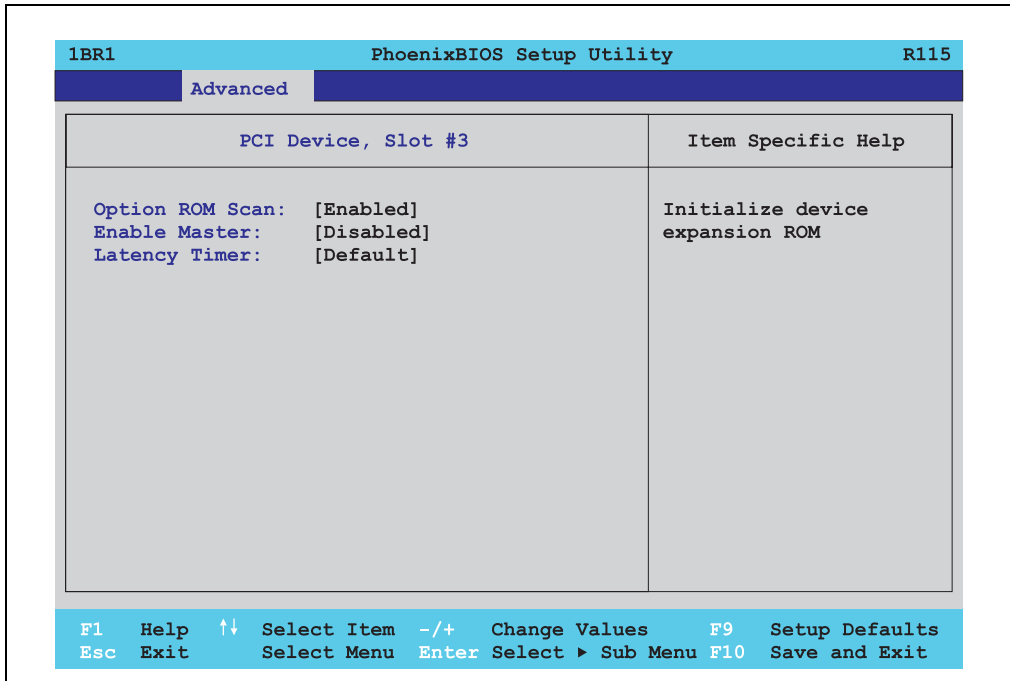 1BR1 PhoenixBIOS Setup Utility R115
Advanced
PCI Device, Slot #3 Item Specific Help
Option ROM Scan: [Enabled] Initialize device
Enable Master: [Disabled] expansion ROM
Latency Timer: [Default]
F1 Help ↑↓ Select Item -/+ Change Values F9 Setup Defaults
Esc Exit Select Menu Enter Select ▶ Sub Menu F10 Save and Exit